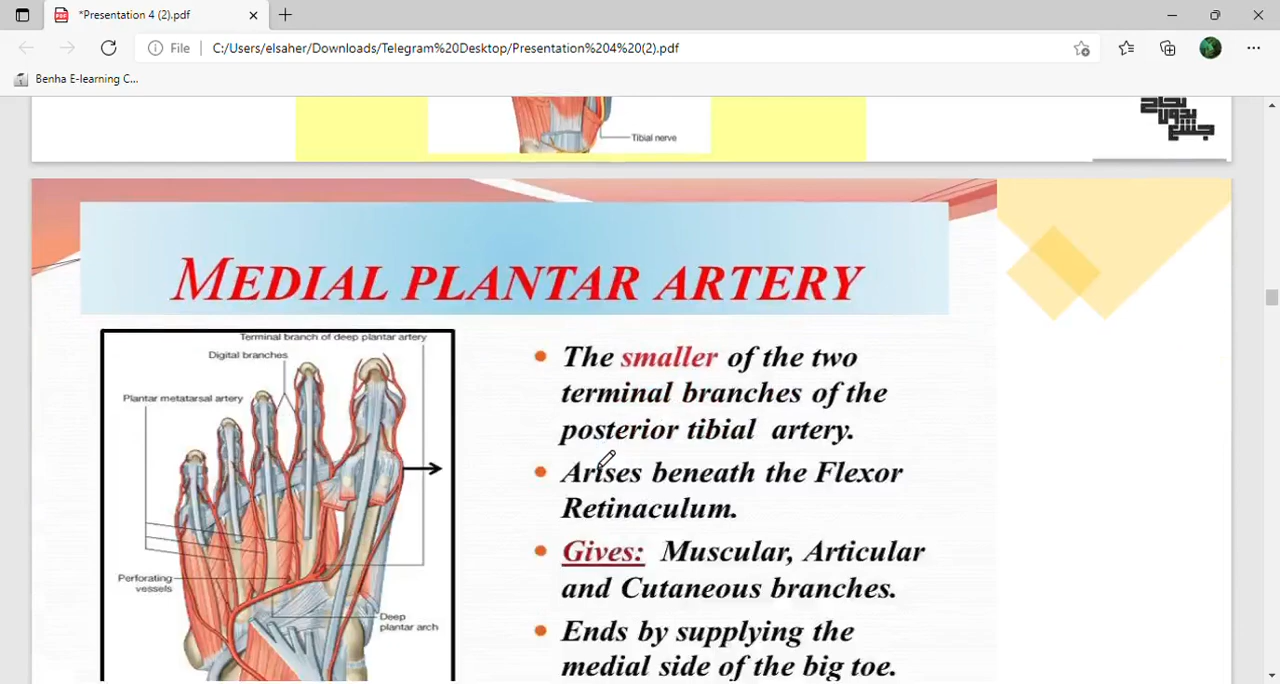 *Presentation 4 (2).pdf
File
C:/Users/elsaher/Downloads/Telegram%20Desktop/Presentation%204%20(2).pdf
Benha E-learning C...
Tibial nerve
MEDIAL PLANTAR ARTERY
Terminal branch of deep plantar artery
Digital branches
Plantar metatarsal artery
Perforating
vessels
Deep
plantar arch
• The smaller of the two
terminal branches of the
posterior tibial artery.
• Arises beneath the Flexor
Retinaculum.
• Gives: Muscular, Articular
and Cutaneous branches.
• Ends by supplying the
medial side of the big toe.